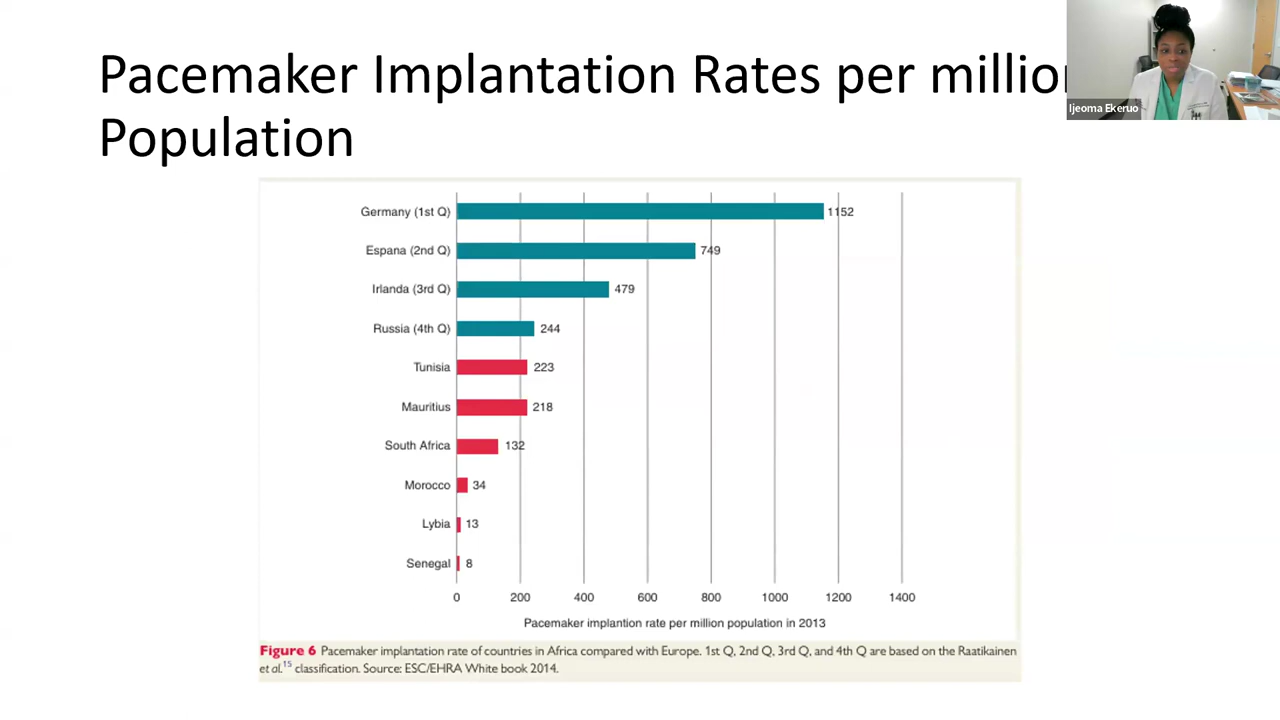 Pacemaker Implantation Rates per million
Population
Ijeoma Ekeruo
Germany (1st Q) 1152
Espana (2nd Q) 749
Irlanda (3rd Q) 479
Russia (4th Q) 244
Tunisia 223
Mauritius 218
South Africa 132
Morocco 34
Lybia 13
Senegal 8
0 200 400 600 800 1000 1200 1400
Pacemaker implantion rate per million population in 2013
Figure 6 Pacemaker implantation rate of countries in Africa compared with Europe. 1st Q, 2nd Q, 3rd Q, and 4th Q are based on the Raatikainen
et al.15 classification. Source: ESC/EHRA White book 2014.